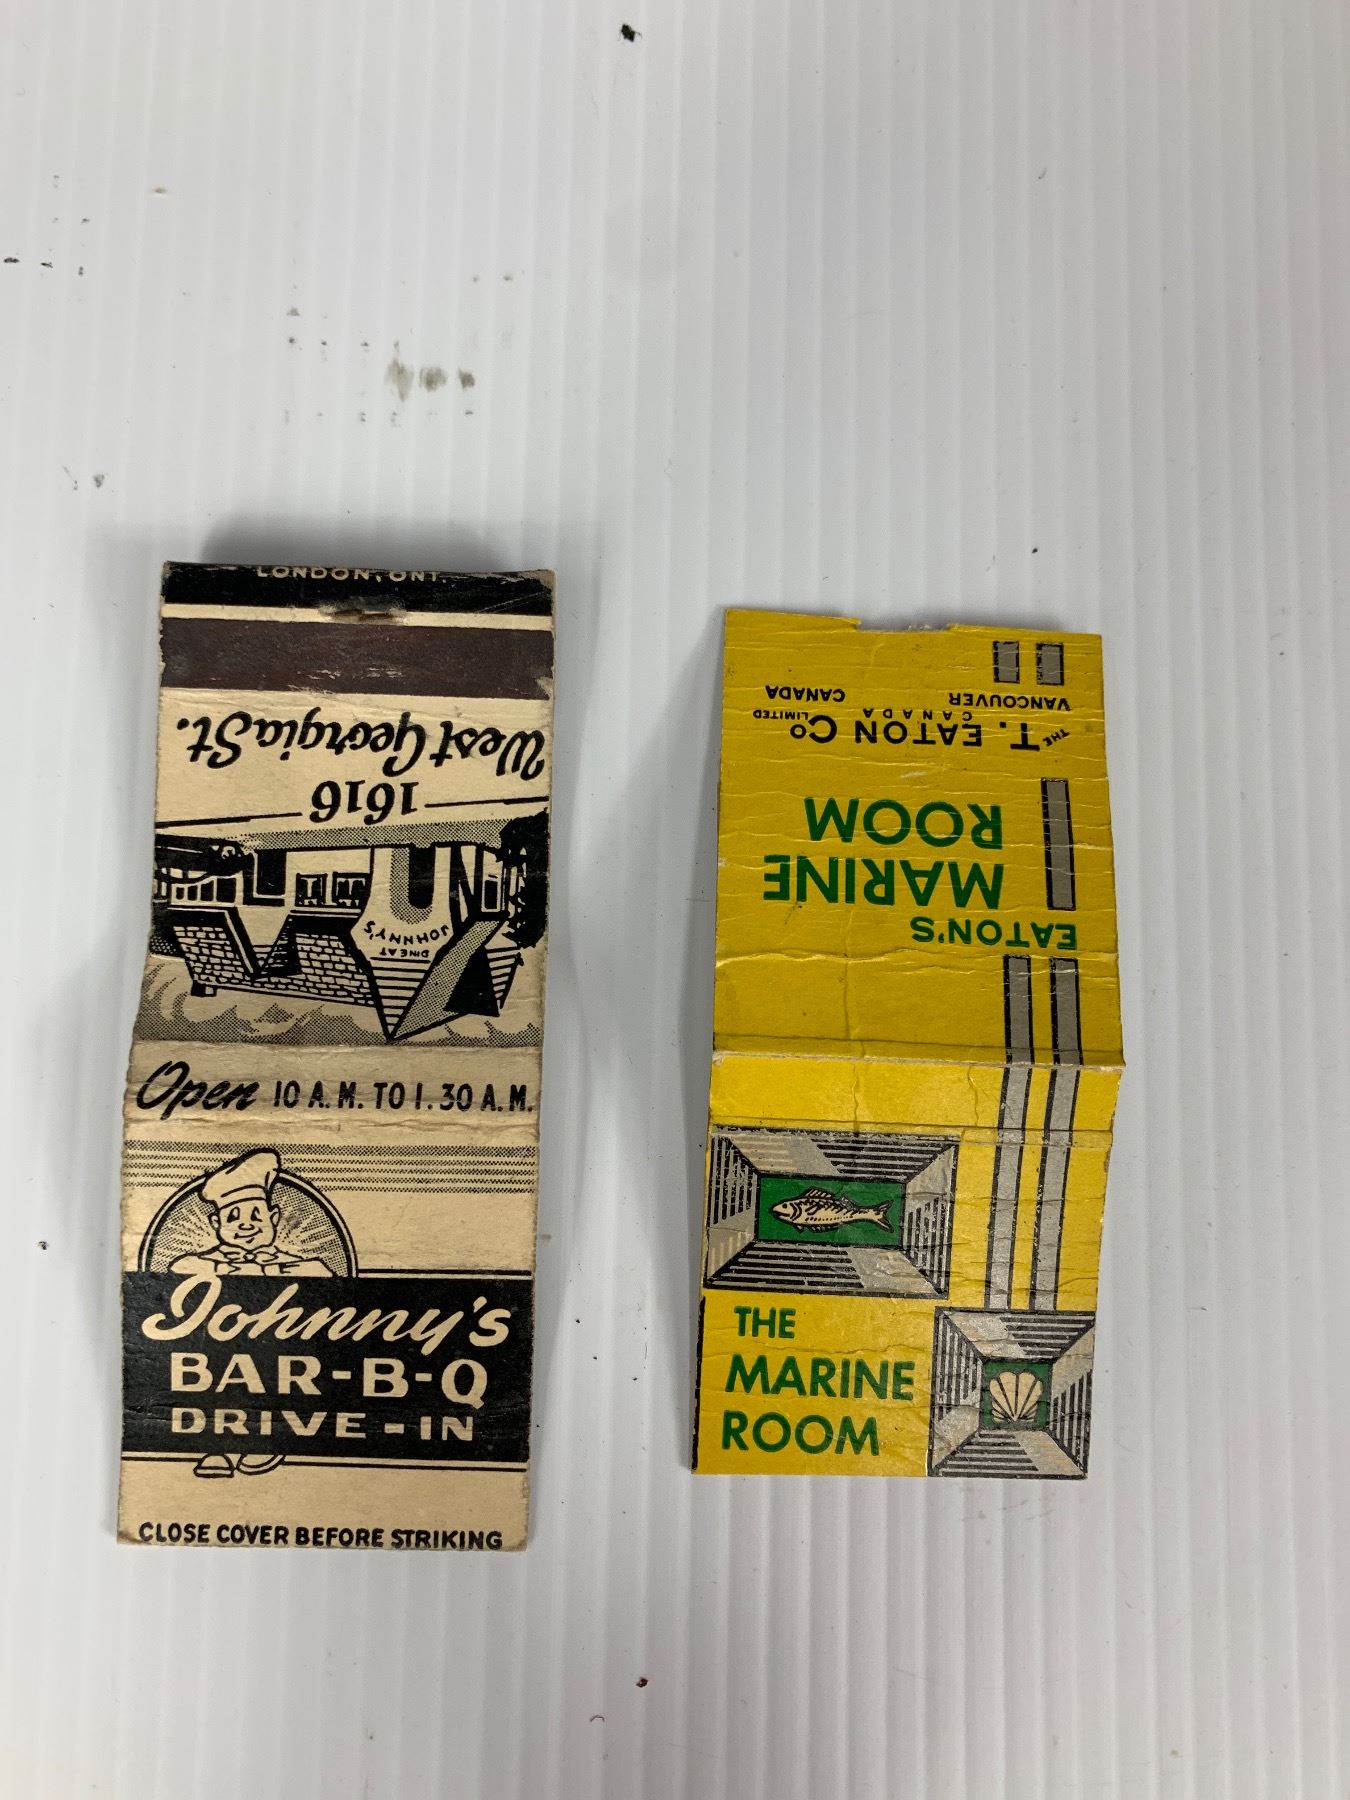 LONDON, ONT.
West Georgia St.
1616
DINE AT
JOHNNY'S
Open 10 A.M. TO 1.30 A.M.
Johnny's
BAR-B-Q
DRIVE-IN
CLOSE COVER BEFORE STRIKING
EATON'S
MARINE
ROOM
THE T. EATON CO
CANADA LIMITED
VANCOUVER CANADA
THE
MARINE
ROOM